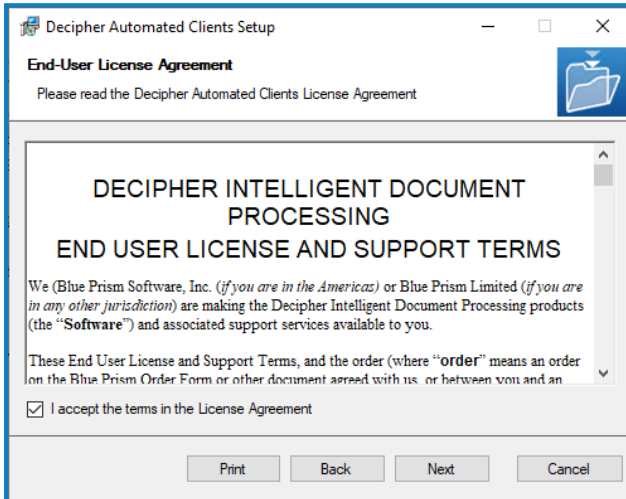 Decipher Automated Clients Setup
End-User License Agreement
Please read the Decipher Automated Clients License Agreement
DECIPHER INTELLIGENT DOCUMENT
PROCESSING
END USER LICENSE AND SUPPORT TERMS
We (Blue Prism Software, Inc. (if you are in the Americas) or Blue Prism Limited (if you are
in any other jurisdiction) are making the Decipher Intelligent Document Processing products
(the “Software”) and associated support services available to you.
These End User License and Support Terms, and the order (where “order” means an order
on the Blue Prism Order Form or other document agreed with us, or between you and an
I accept the terms in the License Agreement
Print Back Next Cancel